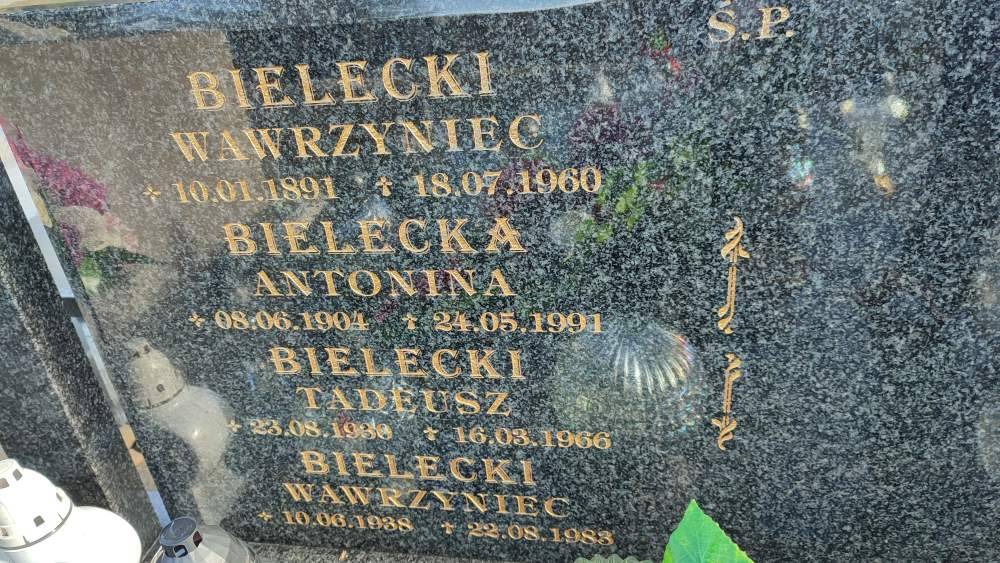 Ś.P.
BIELECKI
WAWRZYNIEC
+ 10.01.1891 † 18.07.1960
BIELECKA
ANTONINA
+ 08.06.1904 † 24.05.1991
BIELECKI
TADEUSZ
+ 23.08.1930 † 16.03.1966
BIELECKI
WAWRZYNIEC
+ 10.06.1938 † 22.08.1983